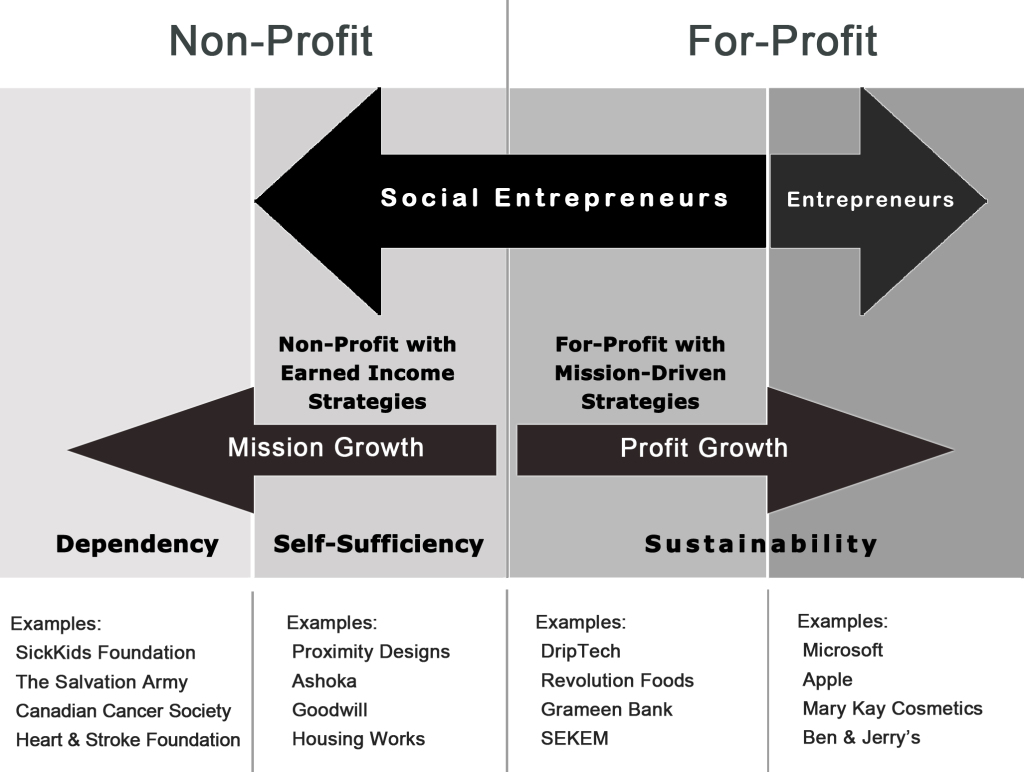 Non-Profit
For-Profit
Social Entrepreneurs
Entrepreneurs
Non-Profit with
Earned Income
Strategies
For-Profit with
Mission-Driven
Strategies
Mission Growth
Profit Growth
Dependency
Self-Sufficiency
Sustainability
Examples:
SickKids Foundation
The Salvation Army
Canadian Cancer Society
Heart & Stroke Foundation
Examples:
Proximity Designs
Ashoka
Goodwill
Housing Works
Examples:
DripTech
Revolution Foods
Grameen Bank
SEKEM
Examples:
Microsoft
Apple
Mary Kay Cosmetics
Ben & Jerry’s